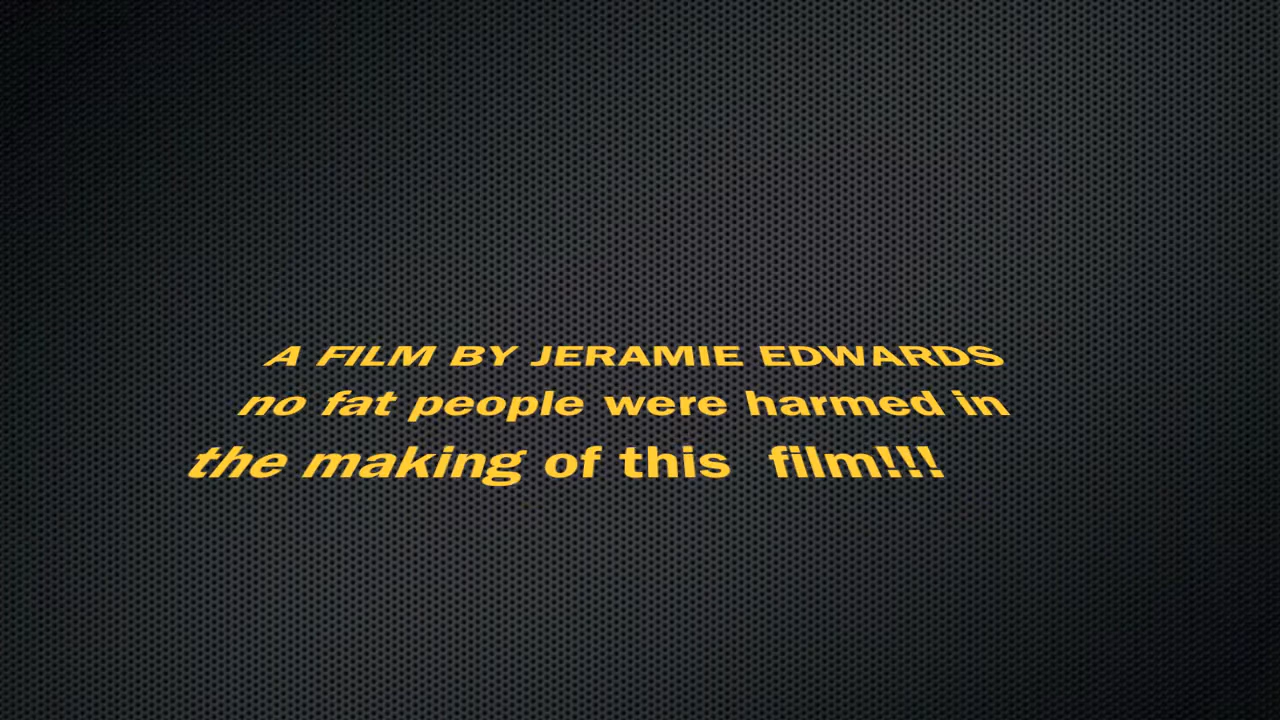 A FILM BY JERAMIE EDWARDS
no fat people were harmed in
the making of this film!!!